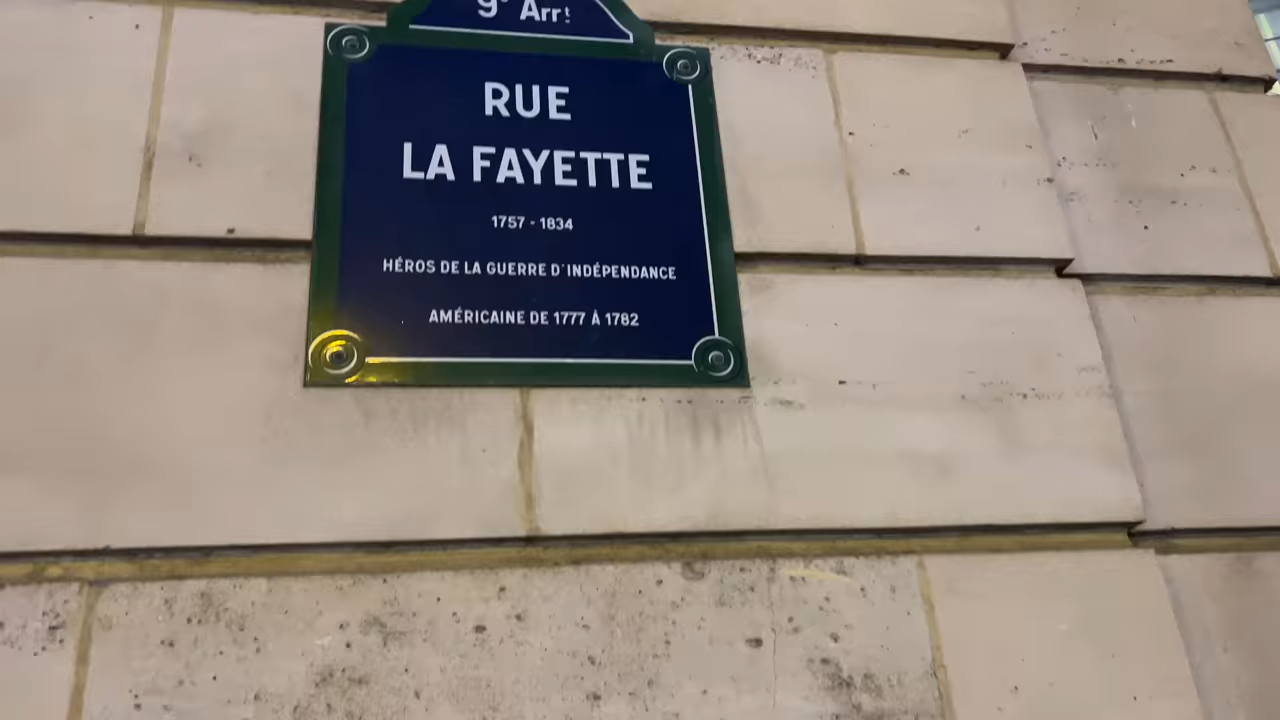 9e Arrt
RUE
LA FAYETTE
1757 - 1834
HÉROS DE LA GUERRE D'INDÉPENDANCE
AMÉRICAINE DE 1777 À 1782